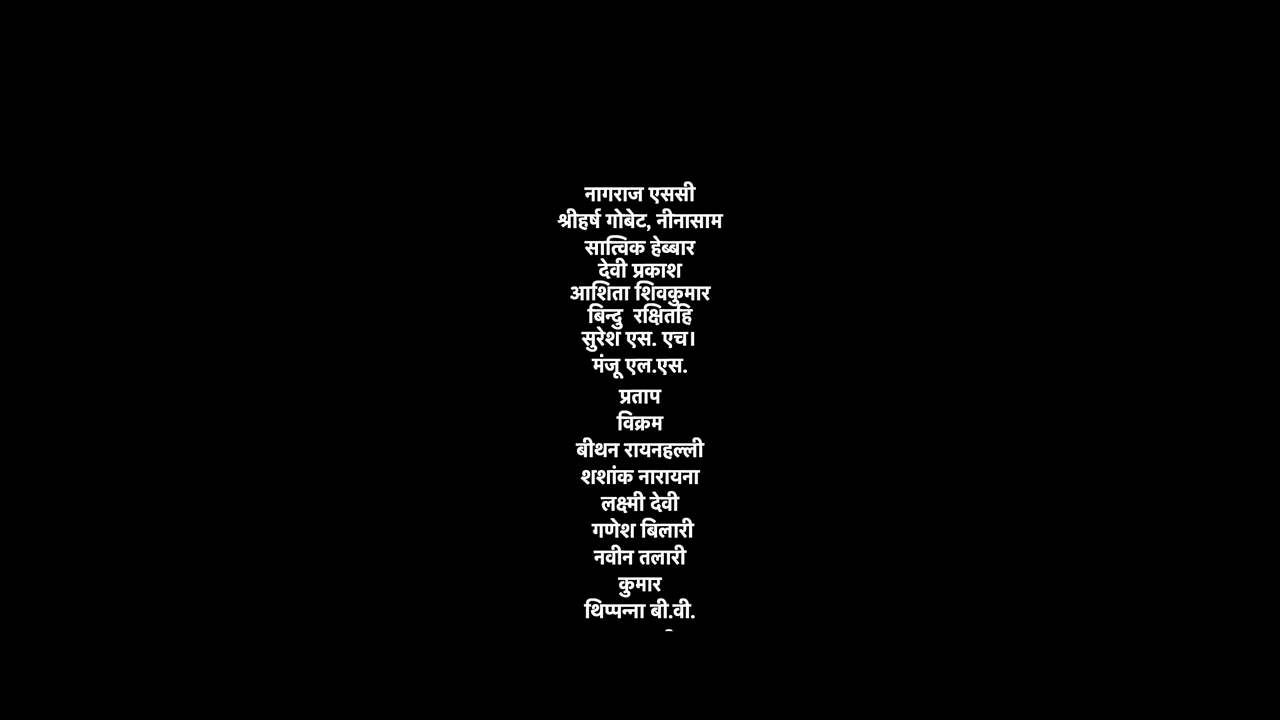 नागराज एससी
श्रीहर्ष गोबेट, नीनासाम
सात्विक हेब्बार
देवी प्रकाश
आशिता शिवकुमार
बिन्दु  रक्षितहि
सुरेश एस. एच।
मंजू एल.एस.
प्रताप
विक्रम
बीथन रायनहल्ली
शशांक नारायना
लक्ष्मी देवी
गणेश बिलारी
नवीन तलारी
कुमार
थिप्पन्ना बी.वी.